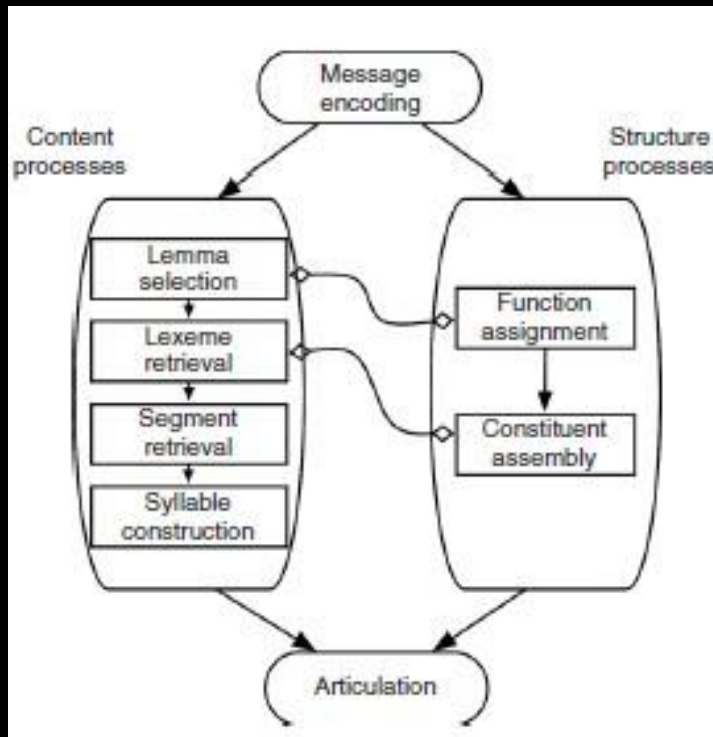 Message
encoding
Content
processes
Structure
processes
Lemma
selection
Lexeme
retrieval
Segment
retrieval
Syllable
construction
Function
assignment
Constituent
assembly
Articulation